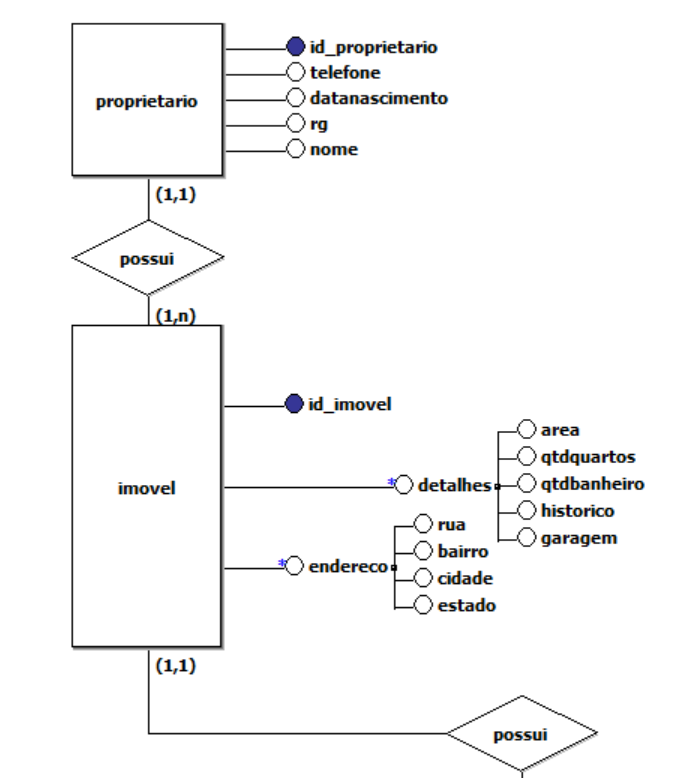 id_proprietario
telefone
proprietario
datanascimento
rg
nome
(1,1)
possui
(1,n)
id_imovel
area
qtdquartos
imovel
* detalhes
qtdbanheiro
historico
garagem
rua
bairro
* endereco
cidade
estado
(1,1)
possui